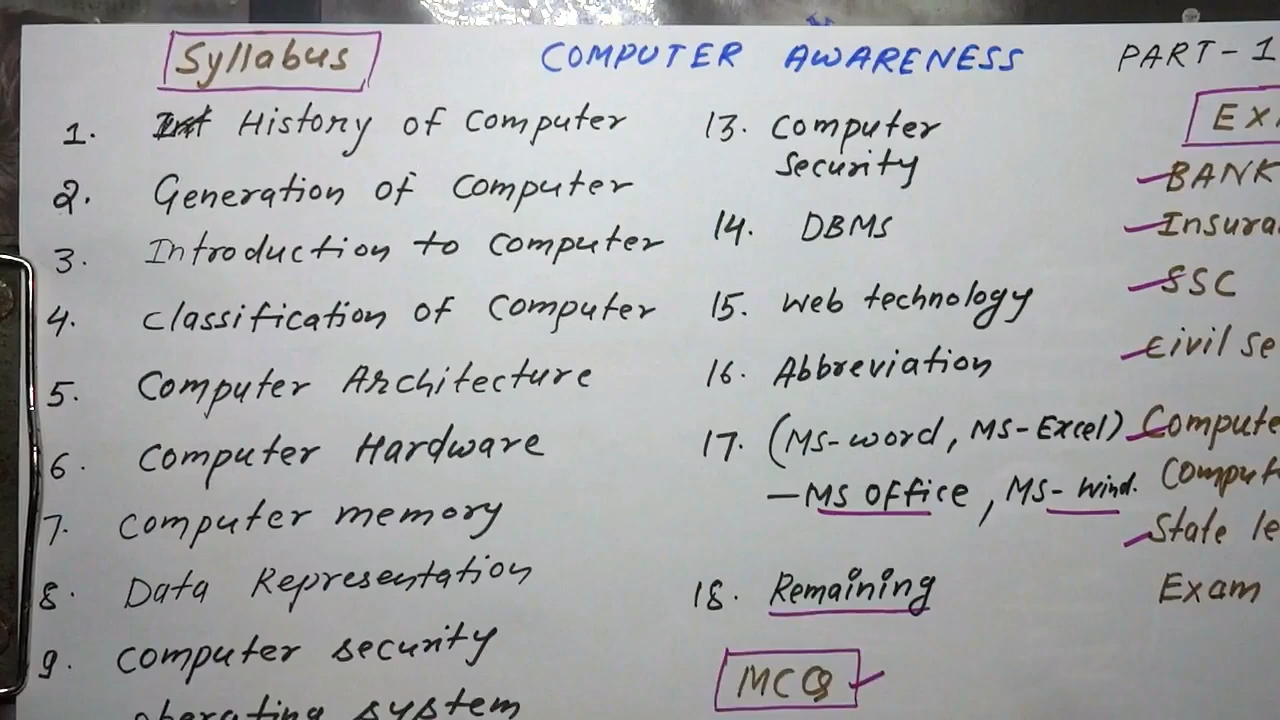 Syllabus
COMPUTER AWARENESS
PART-1
1. History of Computer
2. Generation of Computer
3. Introduction to Computer
4. Classification of Computer
5. Computer Architecture
6. Computer Hardware
7. Computer memory
8. Data Representation
9. Computer security
operating system
13. Computer
Security
14. DBMS
15. Web technology
16. Abbreviation
17. (MS-word, MS-Excel)
—MS Office, MS-Wind.
18. Remaining
MCQ
BANK
SSC
Civil
Exam
State